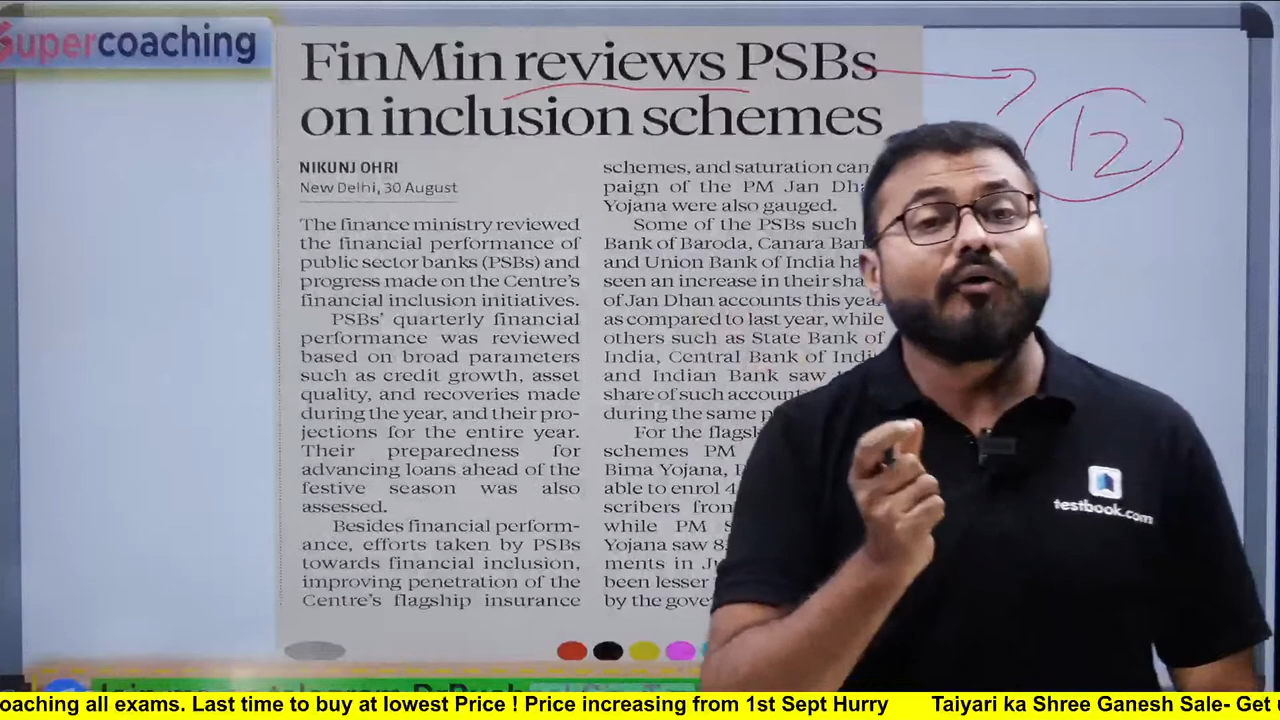 Supercoaching
FinMin reviews PSBs
on inclusion schemes
12
NIKUNJ OHRI
New Delhi, 30 August
The finance ministry reviewed
the financial performance of
public sector banks (PSBs) and
progress made on the Centre's
financial inclusion initiatives.
PSBs' quarterly financial
performance was reviewed
based on broad parameters
such as credit growth, asset
quality, and recoveries made
during the year, and their pro-
jections for the entire year.
Their preparedness for
advancing loans ahead of the
festive season was also
assessed.
Besides financial perform-
ance, efforts taken by PSBs
towards financial inclusion,
improving penetration of the
Centre's flagship insurance
schemes, and saturation cam
paign of the PM Jan Dha
Yojana were also gauged.
Some of the PSBs such
Bank of Baroda, Canara Ban
and Union Bank of India ha
seen an increase in their sha
of Jan Dhan accounts this yea
as compared to last year, while
others such as State Bank of
India, Central Bank of Indi
and Indian Bank saw
share of such account
during the same p
For the flags
schemes PM
Bima Yojana,
able to enrol 4
scribers from
while PM S
Yojana saw 8
ments in Ju
been lesser
by the gove
testbook.com
oaching all exams. Last time to buy at lowest Price ! Price increasing from 1st Sept Hurry Taiyari ka Shree Ganesh Sale- Get